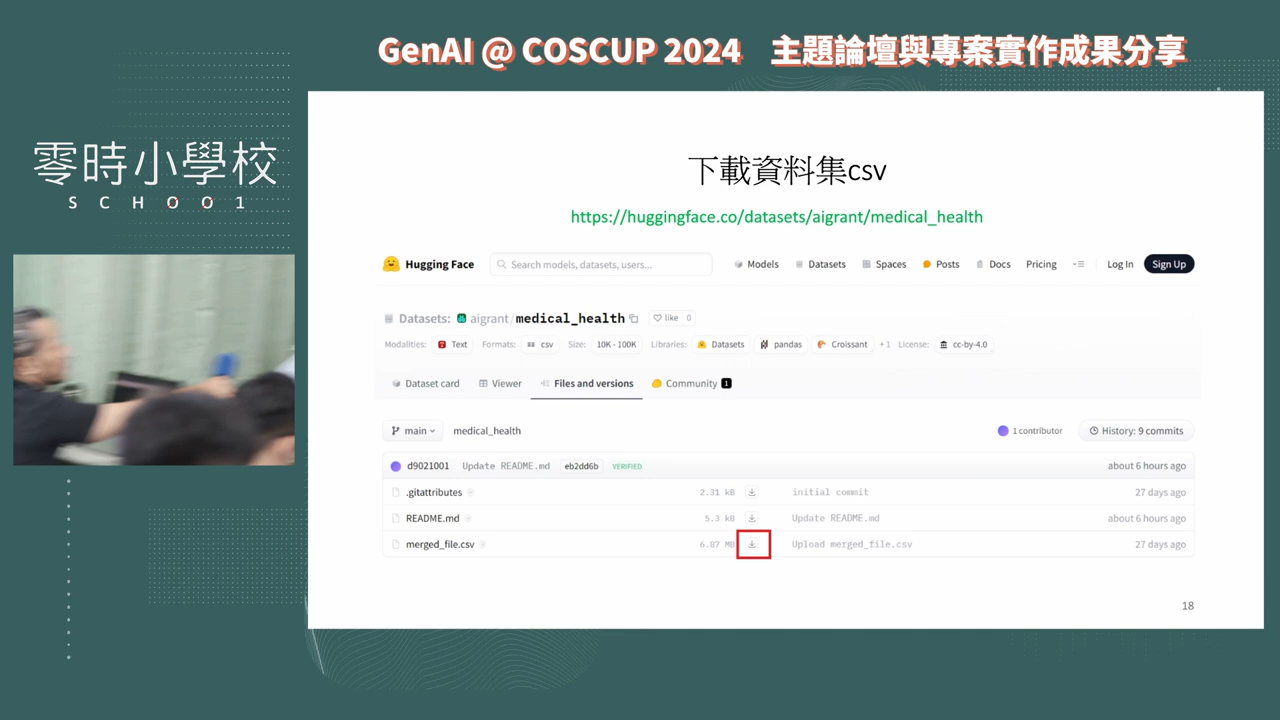 GenAI @ COSCUP 2024 主題論壇與專案實作成果分享
零時小學校
SCHOO1
下載資料集csv
https://huggingface.co/datasets/aigrant/medical_health
Hugging Face Search models, datasets, users... Models Datasets Spaces Posts Docs Pricing Log In Sign Up
Datasets: aigrant/medical_health like 0
Modalities: Text Formats: csv Size: 10K - 100K Libraries: Datasets pandas Croissant + 1 License: cc-by-4.0
Dataset card Viewer Files and versions Community 1
main medical_health 1 contributor History: 9 commits
d9021001 Update README.md eb2dd6b VERIFIED about 6 hours ago
.gitattributes 2.31 kB initial commit 27 days ago
README.md 5.3 kB Update README.md about 6 hours ago
merged_file.csv 6.87 MB Upload merged_file.csv 27 days ago
18